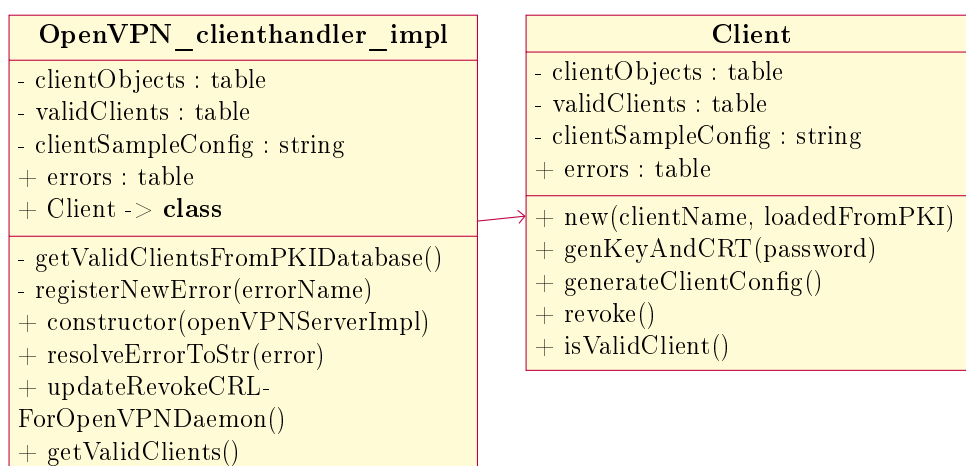 OpenVPN_clienthandler_impl
- clientObjects : table
- validClients : table
- clientSampleConfig : string
+ errors : table
+ Client -> class
- getValidClientsFromPKIDatabase()
- registerNewError(errorName)
+ constructor(openVPNServerImpl)
+ resolveErrorToStr(error)
+ updateRevokeCRL-
ForOpenVPNDaemon()
+ getValidClients()
Client
- clientObjects : table
- validClients : table
- clientSampleConfig : string
+ errors : table
+ new(clientName, loadedFromPKI)
+ genKeyAndCRT(password)
+ generateClientConfig()
+ revoke()
+ isValidClient()